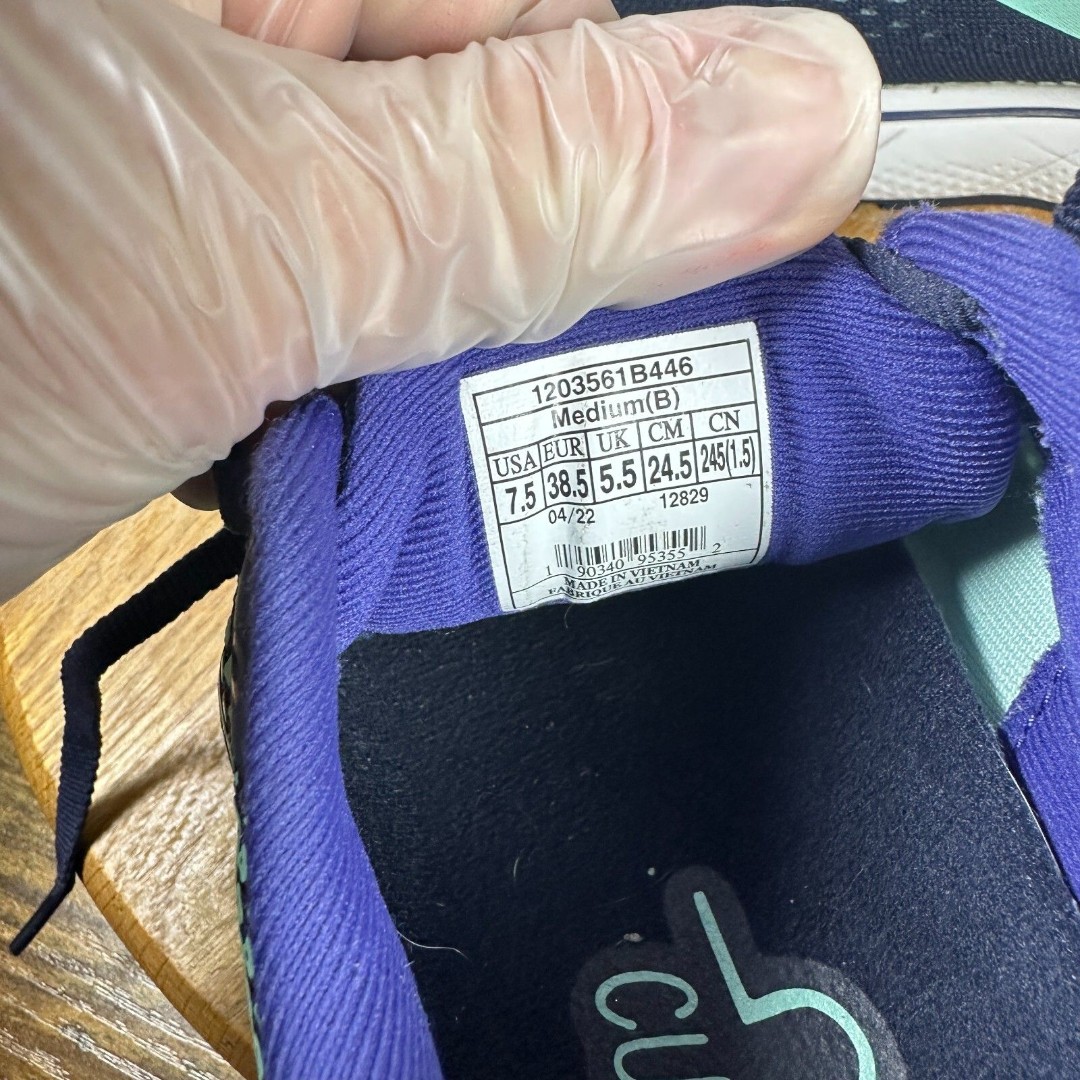 1203561B446
Medium(B)
USA EUR UK CM CN
7.5 38.5 5.5 24.5 245(1.5)
04/22 12829
1 90340 95355 2
MADE IN VIETNAM
FABRIQUE AU VIETNAM
CU